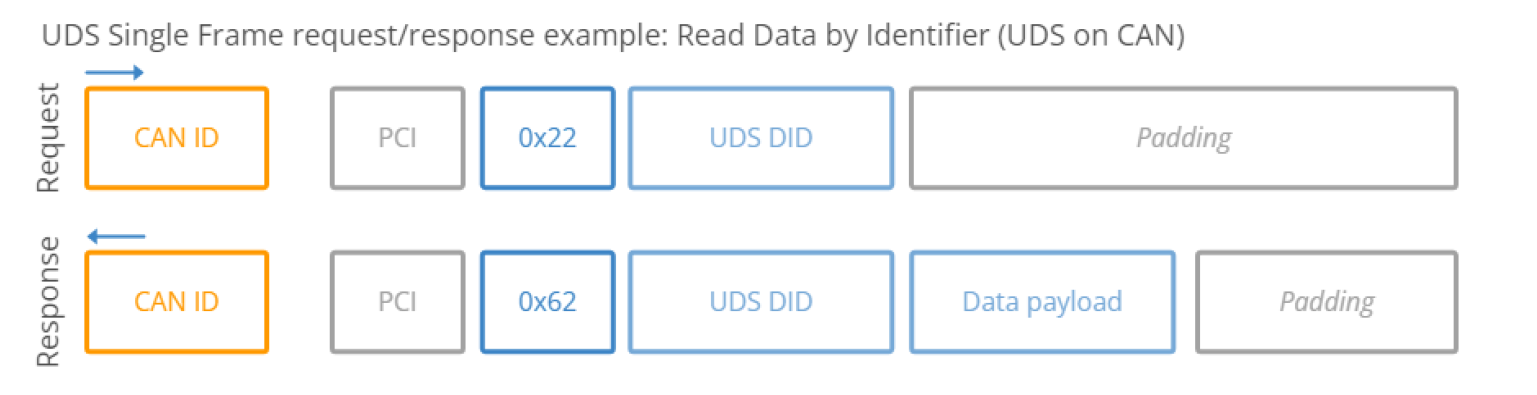 UDS Single Frame request/response example: Read Data by Identifier (UDS on CAN)
Request
CAN ID
PCI
0x22
UDS DID
Padding
Response
CAN ID
PCI
0x62
UDS DID
Data payload
Padding